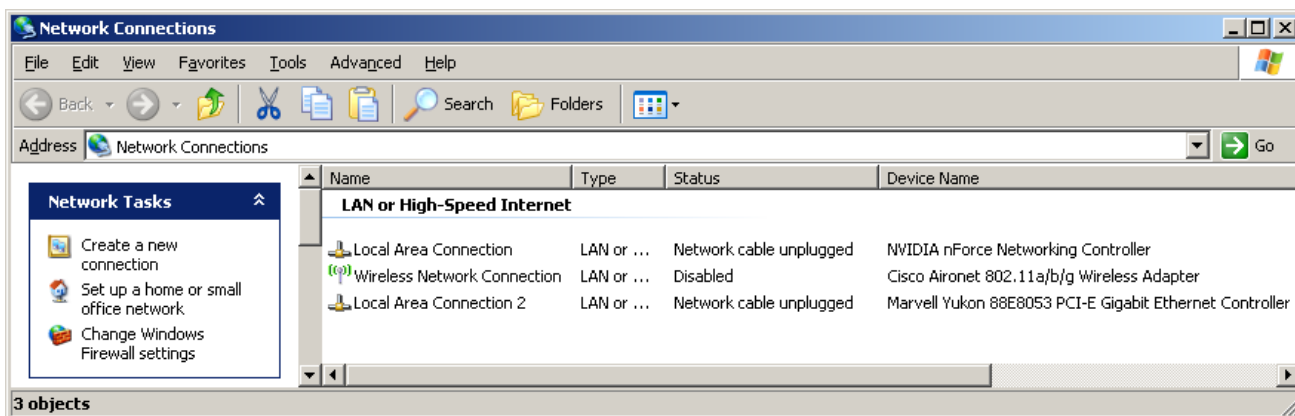 Network Connections
File Edit View Favorites Tools Advanced Help
Back Search Folders
Address Network Connections Go
Name Type Status Device Name
Network Tasks
Create a new
connection
Set up a home or small
office network
Change Windows
Firewall settings
LAN or High-Speed Internet
Local Area Connection LAN or ... Network cable unplugged NVIDIA nForce Networking Controller
Wireless Network Connection LAN or ... Disabled Cisco Aironet 802.11a/b/g Wireless Adapter
Local Area Connection 2 LAN or ... Network cable unplugged Marvell Yukon 88E8053 PCI-E Gigabit Ethernet Controller
3 objects